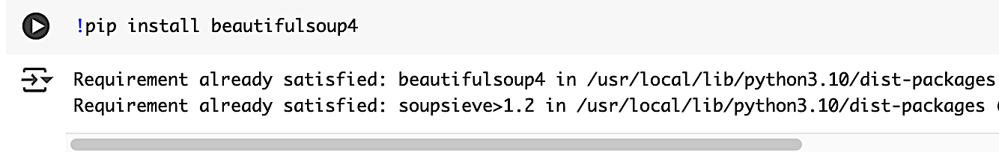 !pip install beautifulsoup4
Requirement already satisfied: beautifulsoup4 in /usr/local/lib/python3.10/dist-packages
Requirement already satisfied: soupsieve>1.2 in /usr/local/lib/python3.10/dist-packages